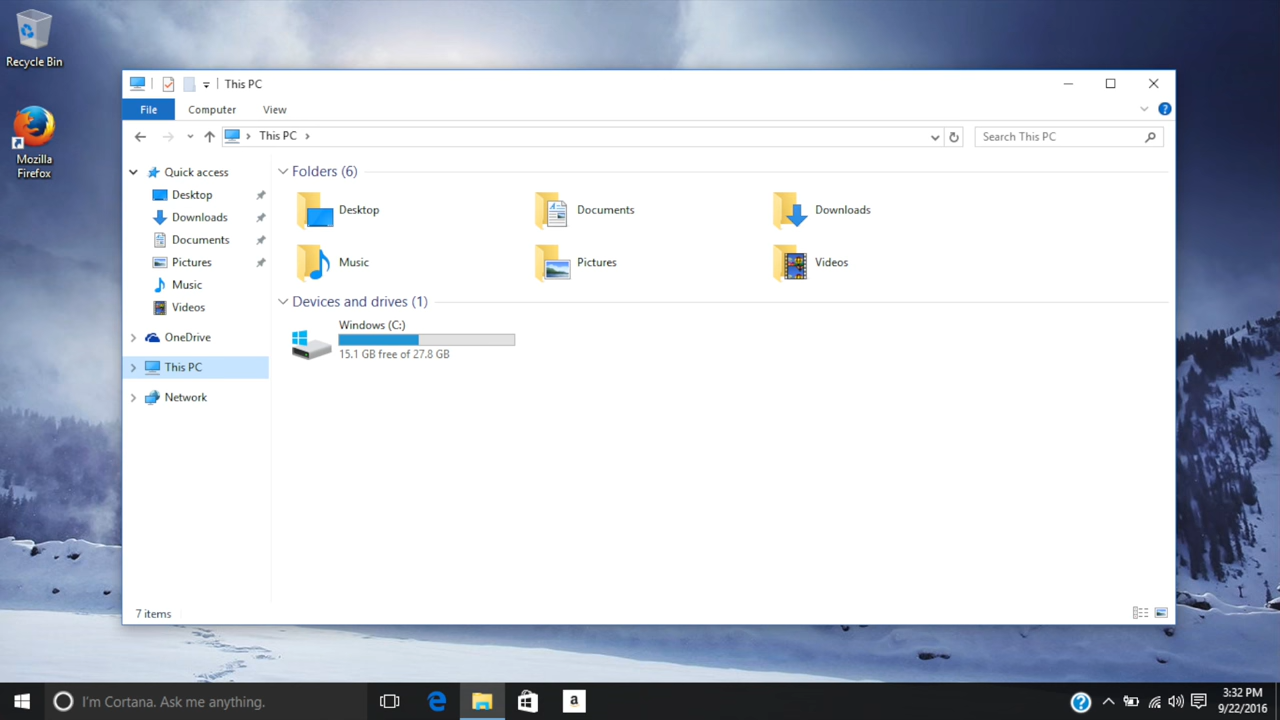 Recycle Bin
Mozilla
Firefox
This PC
File
Computer
View
This PC
Search This PC
Quick access
Desktop
Downloads
Documents
Pictures
Music
Videos
OneDrive
This PC
Network
Folders (6)
Desktop
Documents
Downloads
Music
Pictures
Videos
Devices and drives (1)
Windows (C:)
15.1 GB free of 27.8 GB
7 items
I'm Cortana. Ask me anything.
a
3:32 PM
9/22/2016